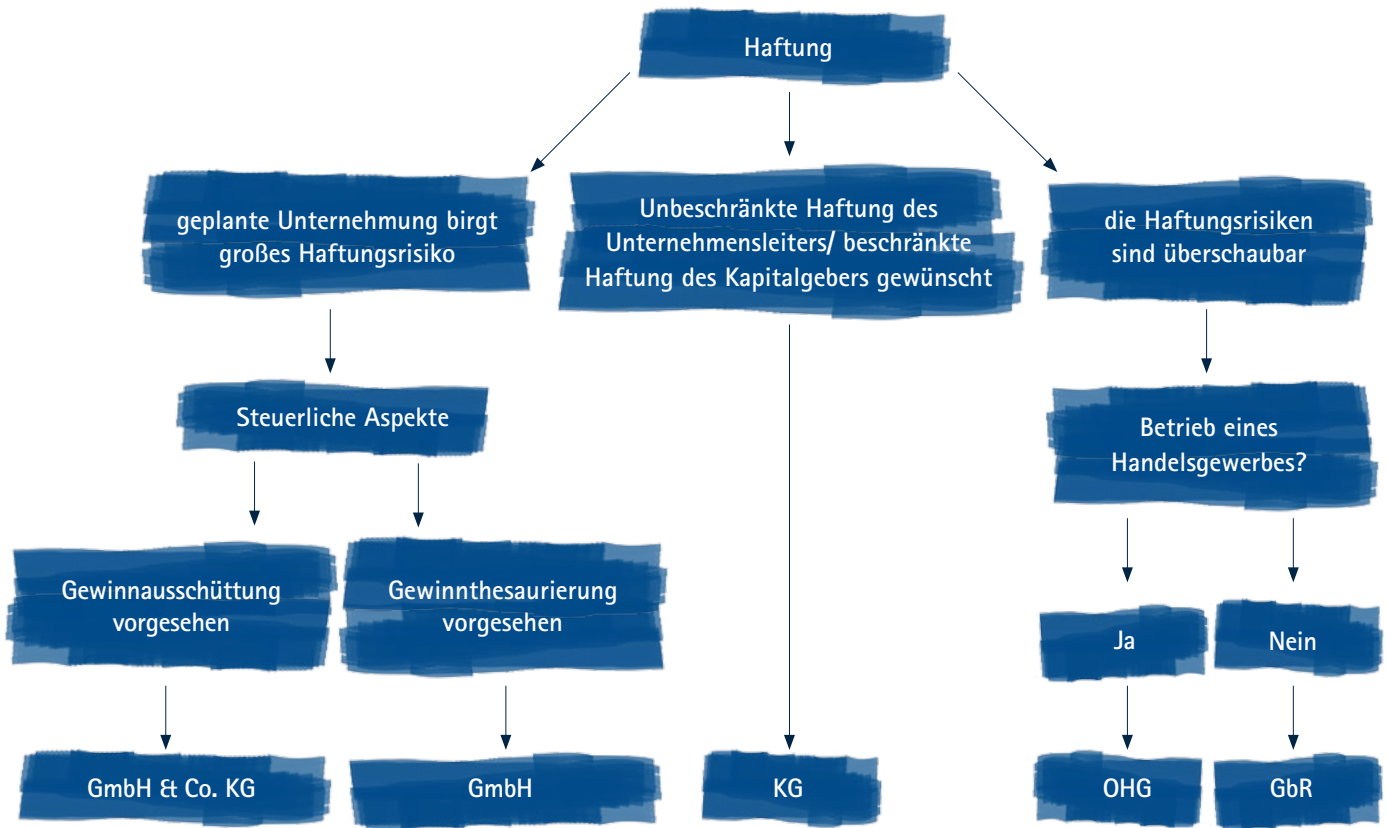 Haftung
geplante Unternehmung birgt
großes Haftungsrisiko
Unbeschränkte Haftung des
Unternehmensleiters/ beschränkte
Haftung des Kapitalgebers gewünscht
die Haftungsrisiken
sind überschaubar
Steuerliche Aspekte
Betrieb eines
Handelsgewerbes?
Gewinnausschüttung
vorgesehen
Gewinnthesaurierung
vorgesehen
Ja
Nein
GmbH & Co. KG
GmbH
KG
OHG
GbR